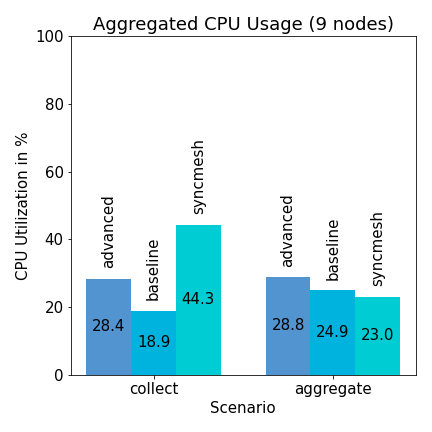 Aggregated CPU Usage (9 nodes)
CPU Utilization in %
100
80
60
40
20
0
advanced
baseline
syncmesh
advanced
baseline
syncmesh
28.4
18.9
44.3
28.8
24.9
23.0
collect
aggregate
Scenario